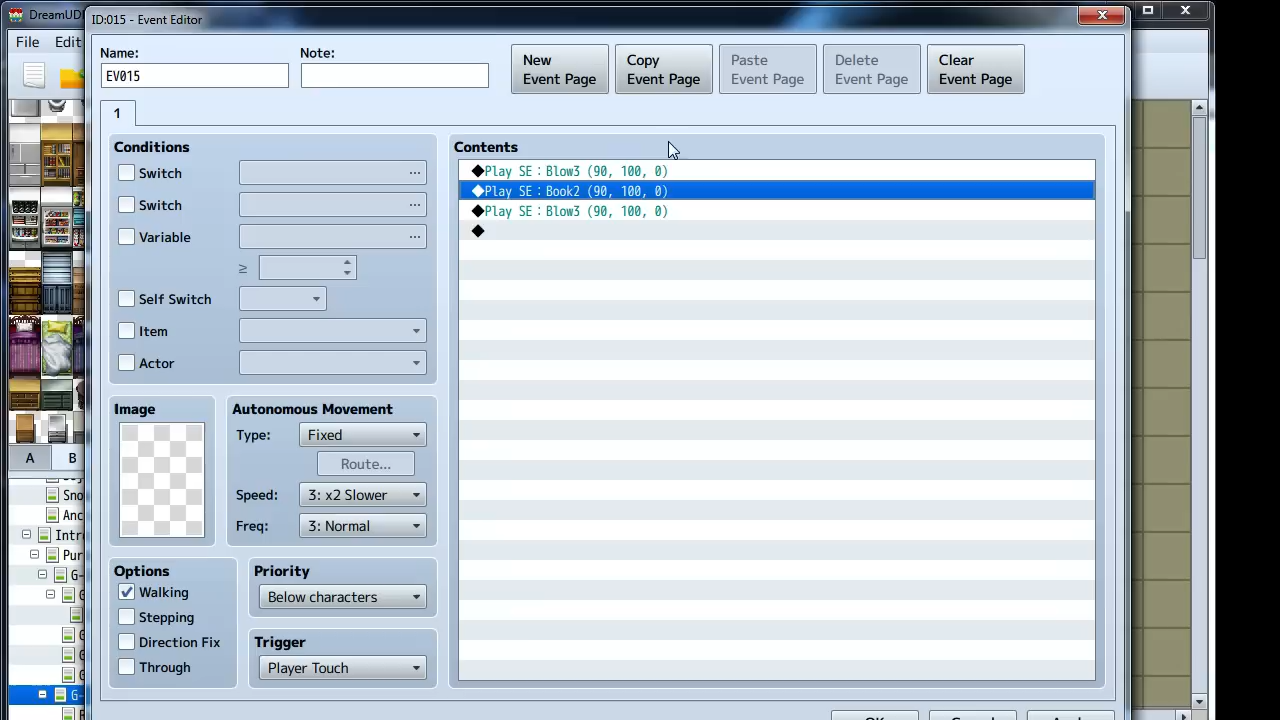 DreamUD
ID:015 - Event Editor
File Edit
Name:
Note:
EV015
New
Event Page
Copy
Event Page
Paste
Event Page
Delete
Event Page
Clear
Event Page
1
Conditions
Switch ...
Switch ...
Variable ...
≥
Self Switch
Item
Actor
Contents
◆Play SE：Blow3 (90, 100, 0)
◆Play SE：Book2 (90, 100, 0)
◆Play SE：Blow3 (90, 100, 0)
◆
Image
Autonomous Movement
Type: Fixed
Route...
Speed: 3: x2 Slower
Freq: 3: Normal
Options
Walking
Stepping
Direction Fix
Through
Priority
Below characters
Trigger
Player Touch
A B
Sno
Anc
Intr
Pur
G-
G-